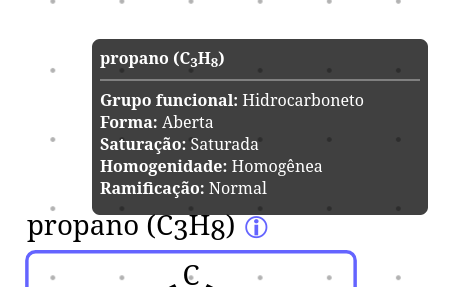 propano (C₃H₈)
Grupo funcional: Hidrocarboneto
Forma: Aberta
Saturação: Saturada
Homogenidade: Homogênea
Ramificação: Normal
propano (C₃H₈) ⓘ
C